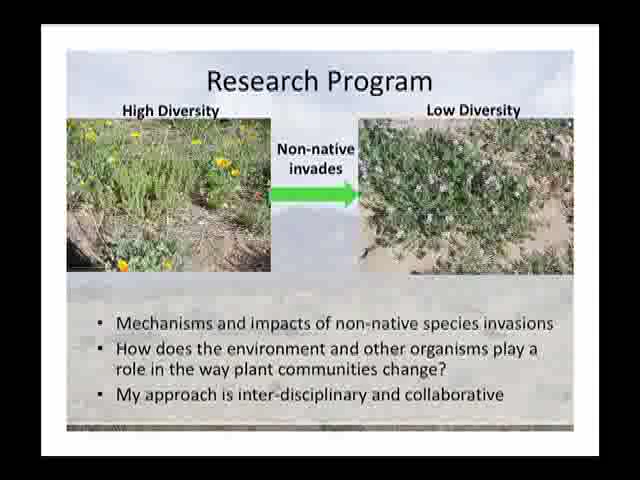 Research Program
High Diversity
Low Diversity
Non-native
invades
• Mechanisms and impacts of non-native species invasions
• How does the environment and other organisms play a
role in the way plant communities change?
• My approach is inter-disciplinary and collaborative